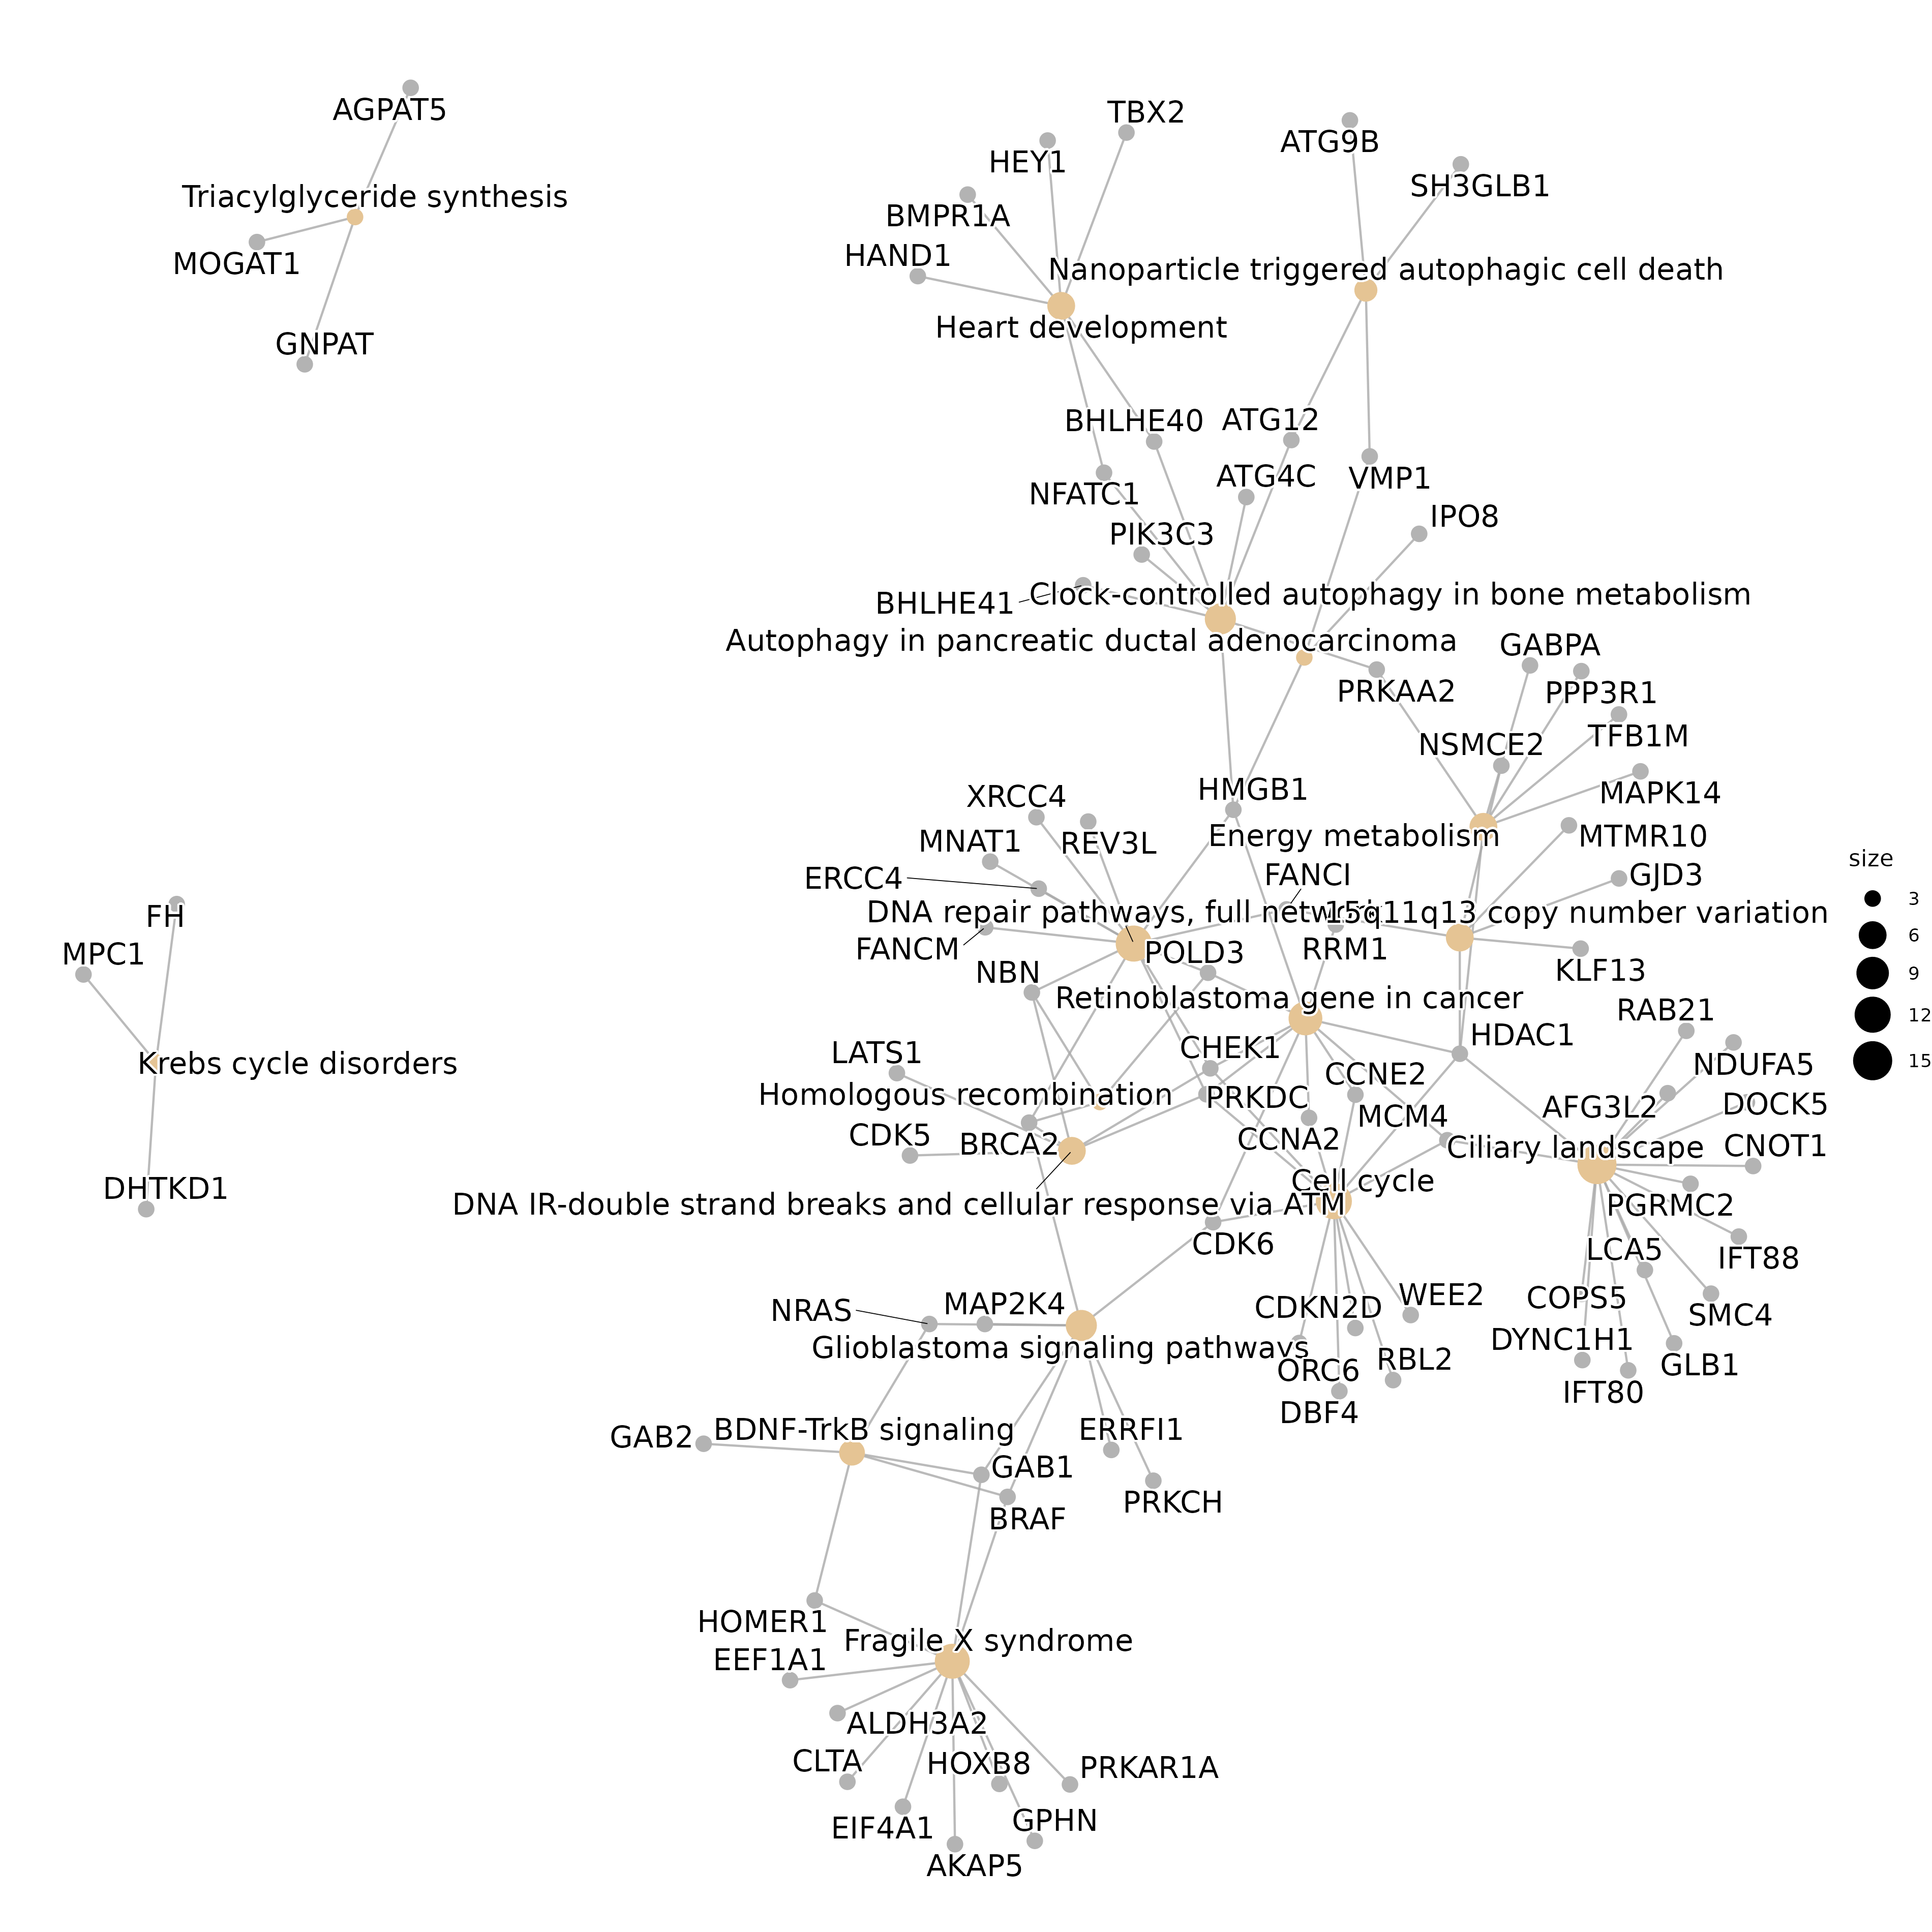 AGPAT5
TBX2
ATG9B
HEY1
SH3GLB1
Triacylglyceride synthesis
BMPR1A
HAND1
MOGAT1
Nanoparticle triggered autophagic cell death
Heart development
GNPAT
BHLHE40
ATG12
ATG4C
VMP1
NFATC1
IPO8
PIK3C3
Clock-controlled autophagy in bone metabolism
BHLHE41
Autophagy in pancreatic ductal adenocarcinoma
GABPA
PRKAA2
PPP3R1
TFB1M
NSMCE2
HMGB1
MAPK14
XRCC4
Energy metabolism
MTMR10
MNAT1
REV3L
size
ERCC4
FANCI
GJD3
3
DNA repair pathways, full network
15q11q13 copy number variation
FH
6
FANCM
POLD3
RRM1
MPC1
NBN
KLF13
9
Retinoblastoma gene in cancer
RAB21
12
HDAC1
LATS1
CHEK1
Krebs cycle disorders
NDUFA5
15
CCNE2
Homologous recombination
PRKDC
AFG3L2
DOCK5
MCM4
CDK5
BRCA2
CCNA2
Ciliary landscape
CNOT1
Cell cycle
DHTKD1
DNA IR-double strand breaks and cellular response via ATM
PGRMC2
CDK6
LCA5
IFT88
NRAS
MAP2K4
CDKN2D
WEE2
COPS5
SMC4
Glioblastoma signaling pathways
DYNC1H1
ORC6
RBL2
GLB1
IFT80
DBF4
GAB2
BDNF-TrkB signaling
ERRFI1
GAB1
PRKCH
BRAF
HOMER1
Fragile X syndrome
EEF1A1
ALDH3A2
CLTA
HOXB8
PRKAR1A
GPHN
EIF4A1
AKAP5